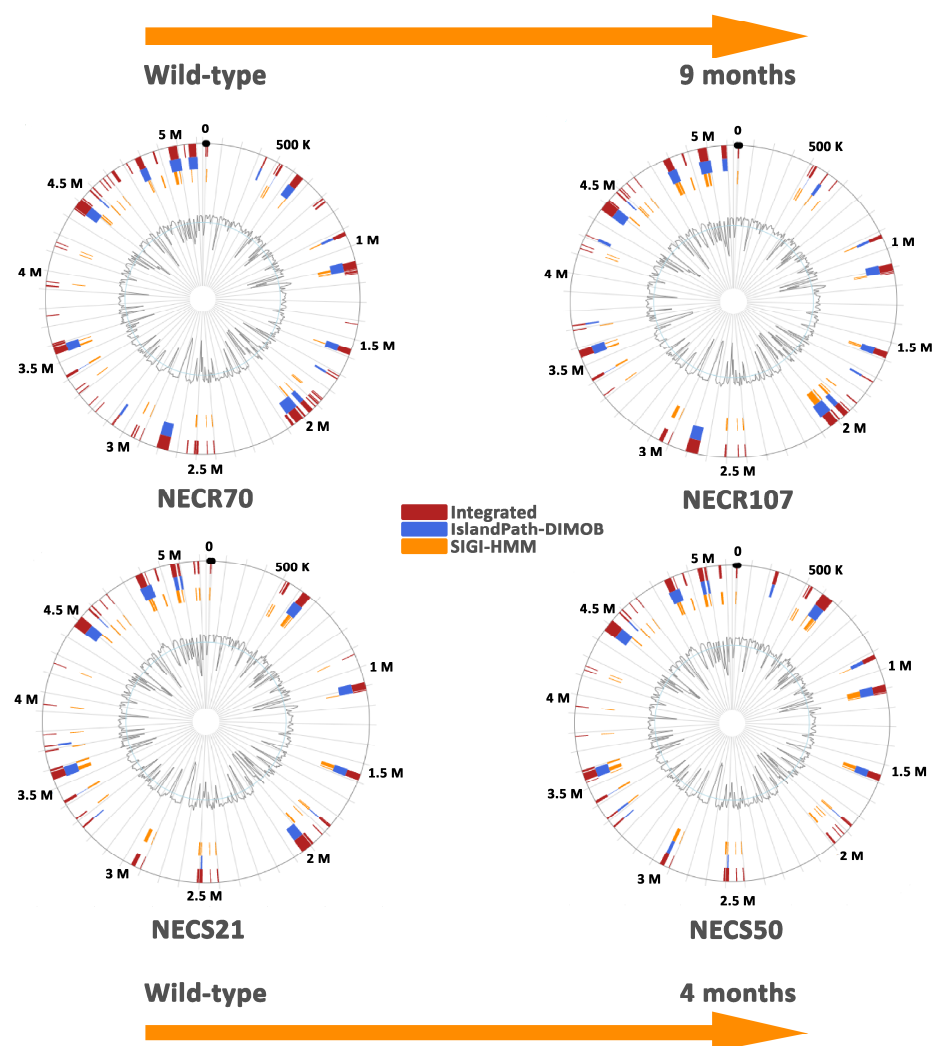 Wild-type 9 months
0
5 M
500 K
4.5 M
1 M
4 M
1.5 M
3.5 M
2 M
3 M
2.5 M
NECR70
0
5 M
500 K
4.5 M
1 M
4 M
1.5 M
3.5 M
2 M
3 M
2.5 M
NECR107
Integrated
IslandPath-DIMOB
SIGI-HMM
0
5 M
500 K
4.5 M
1 M
4 M
1.5 M
3.5 M
2 M
3 M
2.5 M
NECS21
0
5 M
500 K
4.5 M
1 M
4 M
1.5 M
3.5 M
2 M
3 M
2.5 M
NECS50
Wild-type 4 months